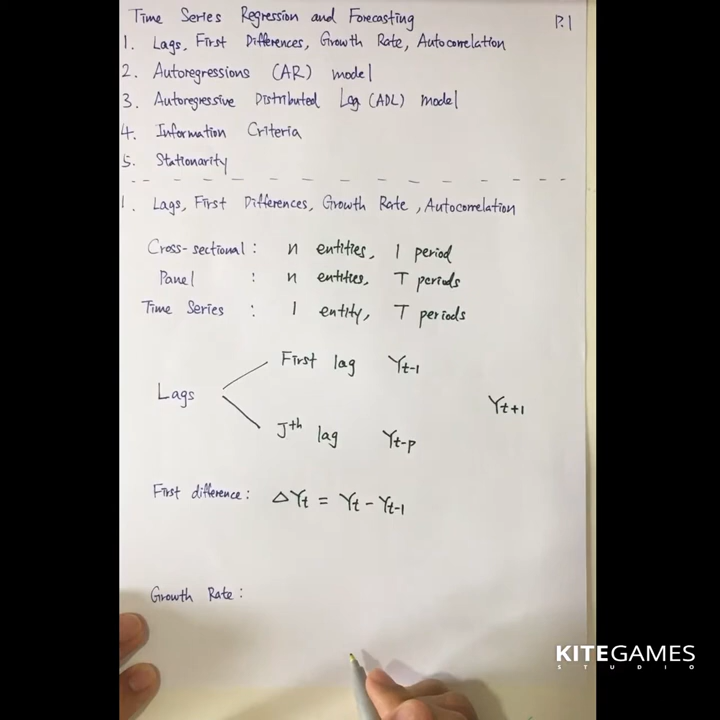 Time Series Regression and Forecasting P.1
1. Lags, First Differences, Growth Rate, Autocorrelation
2. Autoregressions (AR) model
3. Autoregressive Distributed Lag (ADL) model
4. Information Criteria
5. Stationarity
1. Lags, First Differences, Growth Rate, Autocorrelation
Cross-sectional : n entities, 1 period
Panel : n entities, T periods
Time Series : 1 entity, T periods
First lag Yt-1
Lags
Yt+1
Jth lag Yt-p
First difference: △Yt = Yt - Yt-1
Growth Rate:
KITEGAMES
STUDIO